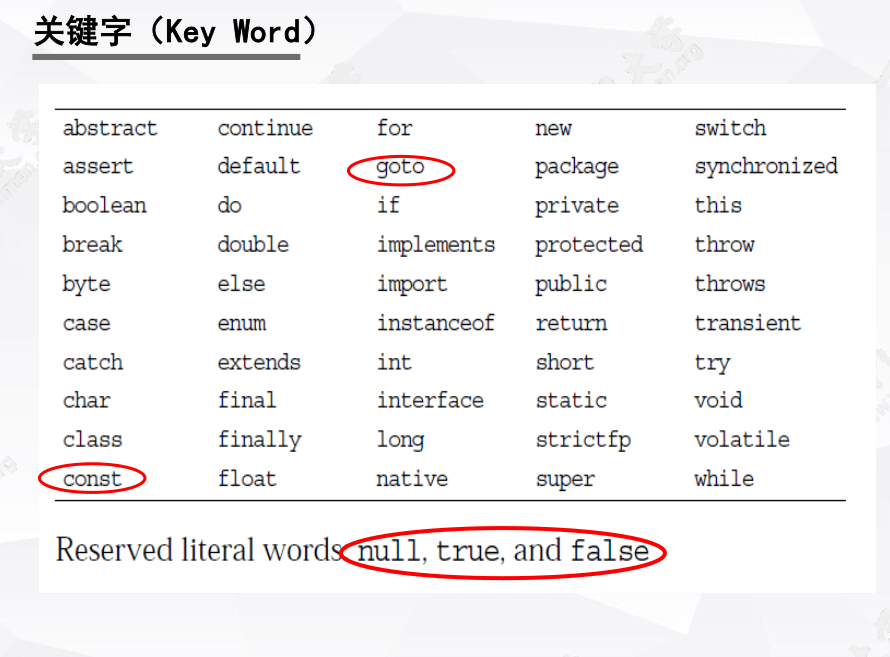 关键字（Key Word）
abstract continue for new switch
assert default goto package synchronized
boolean do if private this
break double implements protected throw
byte else import public throws
case enum instanceof return transient
catch extends int short try
char final interface static void
class finally long strictfp volatile
const float native super while
Reserved literal words null, true, and false